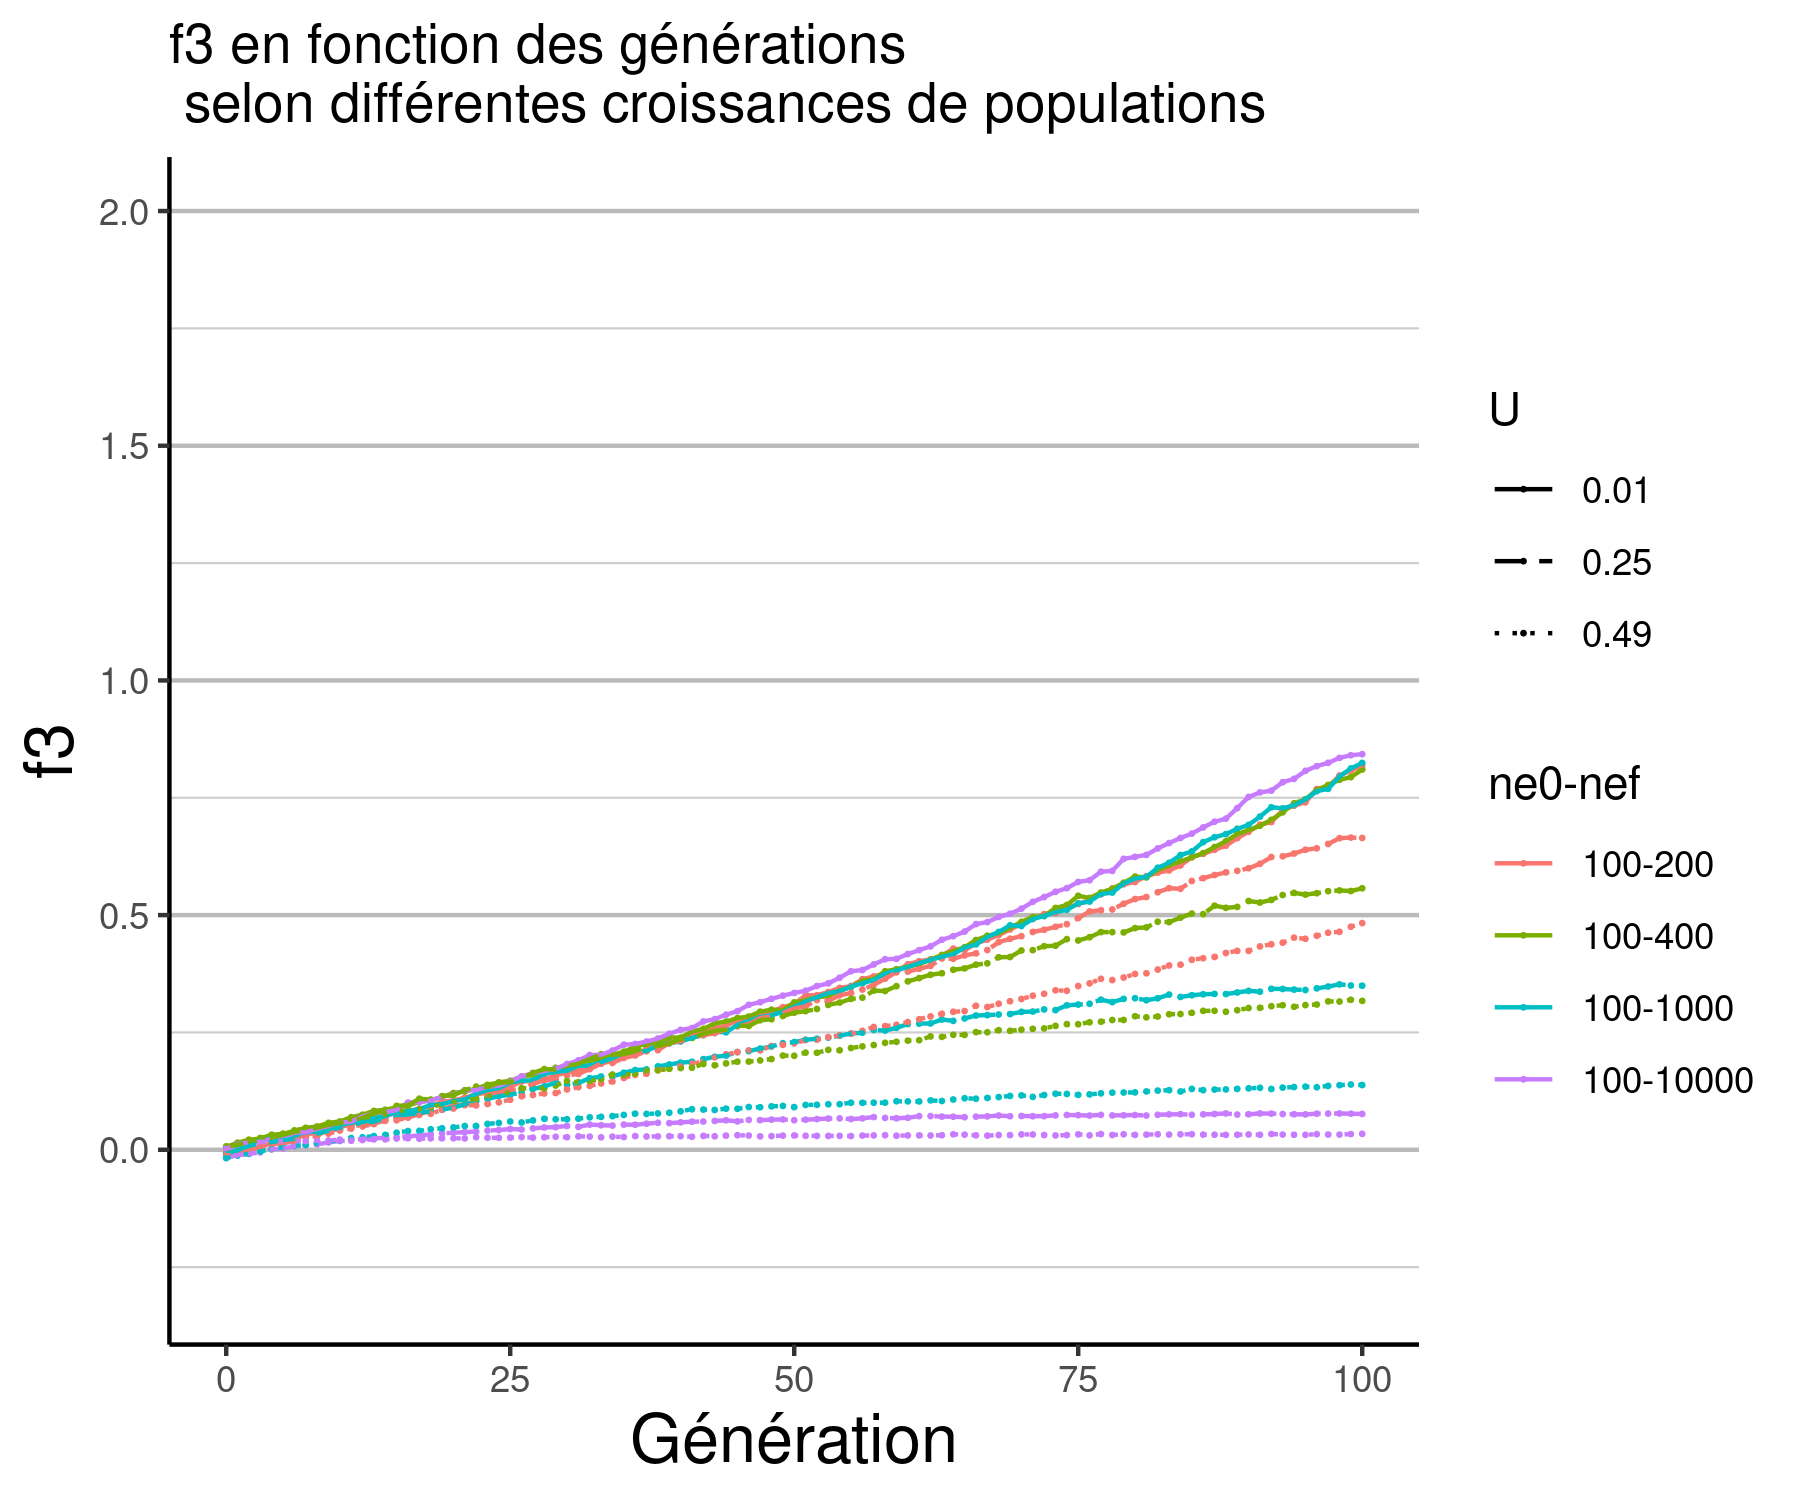 f3 en fonction des générations
selon différentes croissances de populations
2.0
1.5
1.0
0.5
0.0
f3
0
25
50
75
100
Génération
U
0.01
0.25
0.49
ne0-nef
100-200
100-400
100-1000
100-10000